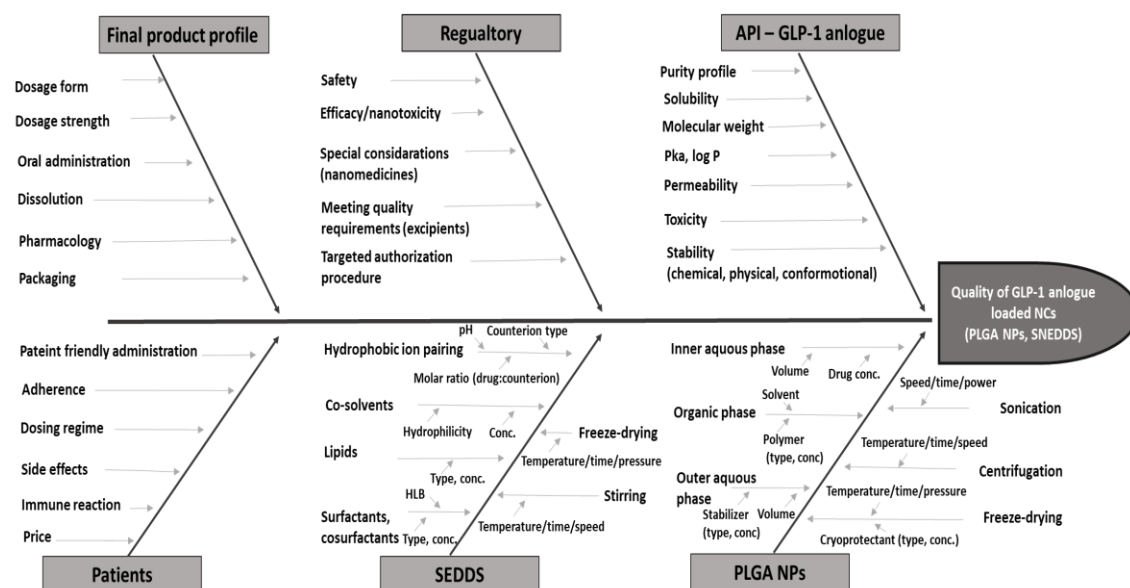 Final product profile
Dosage form
Dosage strength
Oral administration
Dissolution
Pharmacology
Packaging
Regualtory
Safety
Efficacy/nanotoxicity
Special considarations
(nanomedicines)
Meeting quality
requirements (excipients)
Targeted authorization
procedure
API – GLP-1 anlogue
Purity profile
Solubility
Molecular weight
Pka, log P
Permeability
Toxicity
Stability
(chemical, physical, conformotional)
Quality of GLP-1 anlogue
loaded NCs
(PLGA NPs, SNEDDS)
Pateint friendly administration
Adherence
Dosing regime
Side effects
Immune reaction
Price
Patients
pH
Counterion type
Hydrophobic ion pairing
Molar ratio (drug:counterion)
Co-solvents
Hydrophilicity
Conc.
Freeze-drying
Temperature/time/pressure
Lipids
Type, conc.
HLB
Stirring
Temperature/time/speed
Surfactants,
cosurfactants
Type, conc.
SEDDS
Inner aquous phase
Volume
Drug conc.
Speed/time/power
Sonication
Solvent
Organic phase
Polymer
(type, conc)
Temperature/time/speed
Centrifugation
Outer aquous
phase
Stabilizer
(type, conc)
Volume
Temperature/time/pressure
Freeze-drying
Cryoprotectant (type, conc.)
PLGA NPs